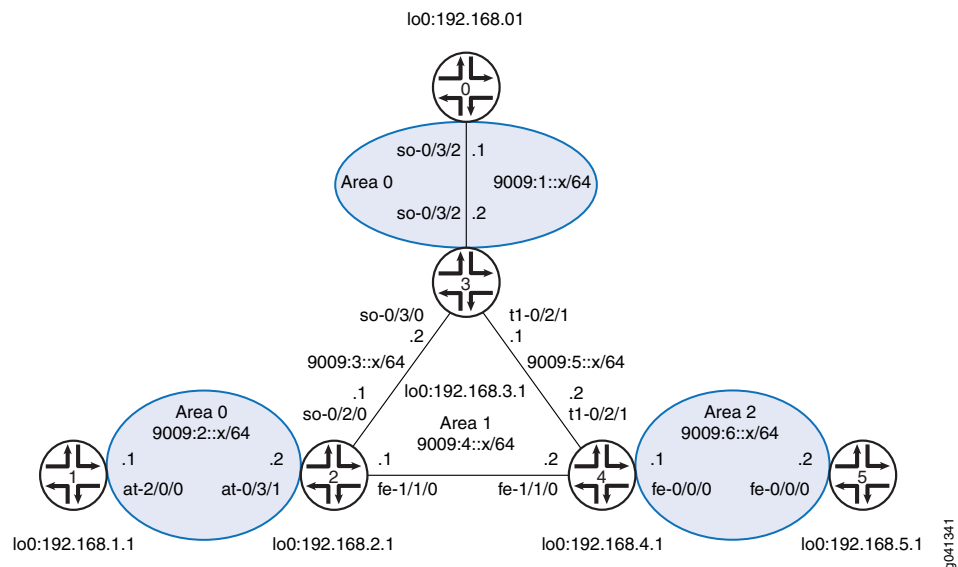 lo0:192.168.01
0
so-0/3/2 .1
Area 0 9009:1::x/64
so-0/3/2 .2
3
so-0/3/0 t1-0/2/1
.2 .1
9009:3::x/64 9009:5::x/64
.1 .2
lo0:192.168.3.1
so-0/2/0 t1-0/2/1
Area 0 Area 1 Area 2
9009:2::x/64 9009:4::x/64 9009:6::x/64
.1 .2 .1 .2 .1 .2
1 2 4 5
at-2/0/0 at-0/3/1 fe-1/1/0 fe-1/1/0 fe-0/0/0 fe-0/0/0
lo0:192.168.1.1 lo0:192.168.2.1 lo0:192.168.4.1 lo0:192.168.5.1
g041341